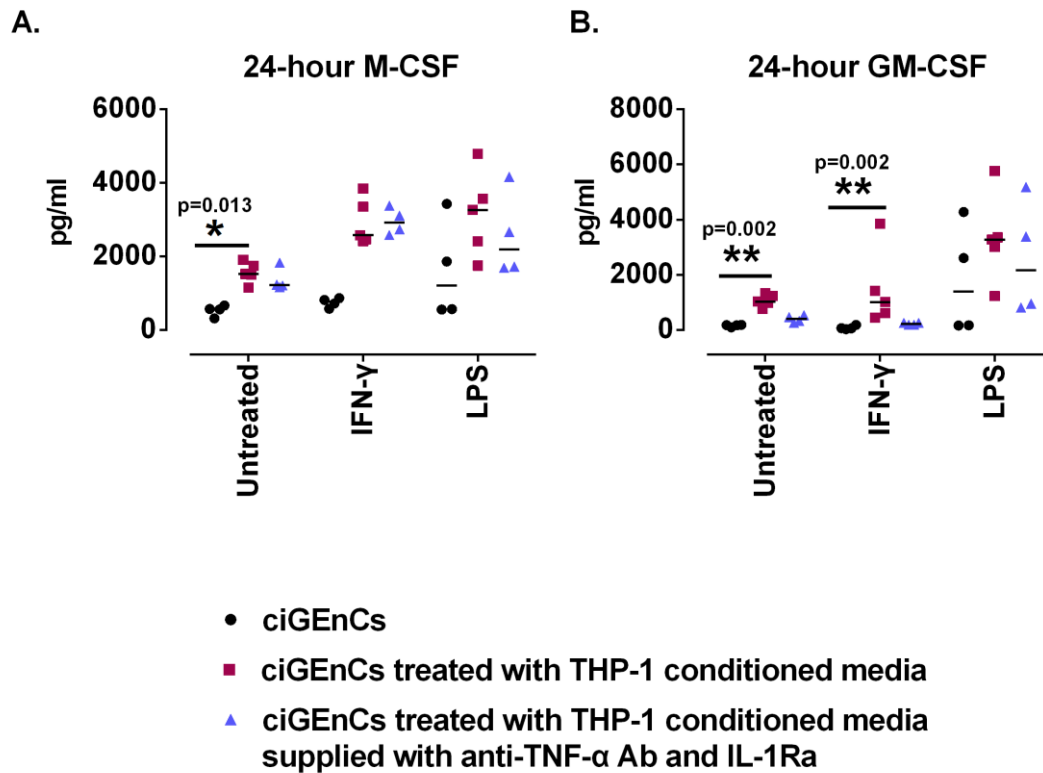 A.
24-hour M-CSF
6000
4000
2000
0
pg/ml
p=0.013
*
Untreated
IFN-γ
LPS
B.
24-hour GM-CSF
8000
6000
4000
2000
0
pg/ml
p=0.002
**
p=0.002
**
Untreated
IFN-γ
LPS
ciGEnCs
ciGEnCs treated with THP-1 conditioned media
ciGEnCs treated with THP-1 conditioned media
supplied with anti-TNF-α Ab and IL-1Ra